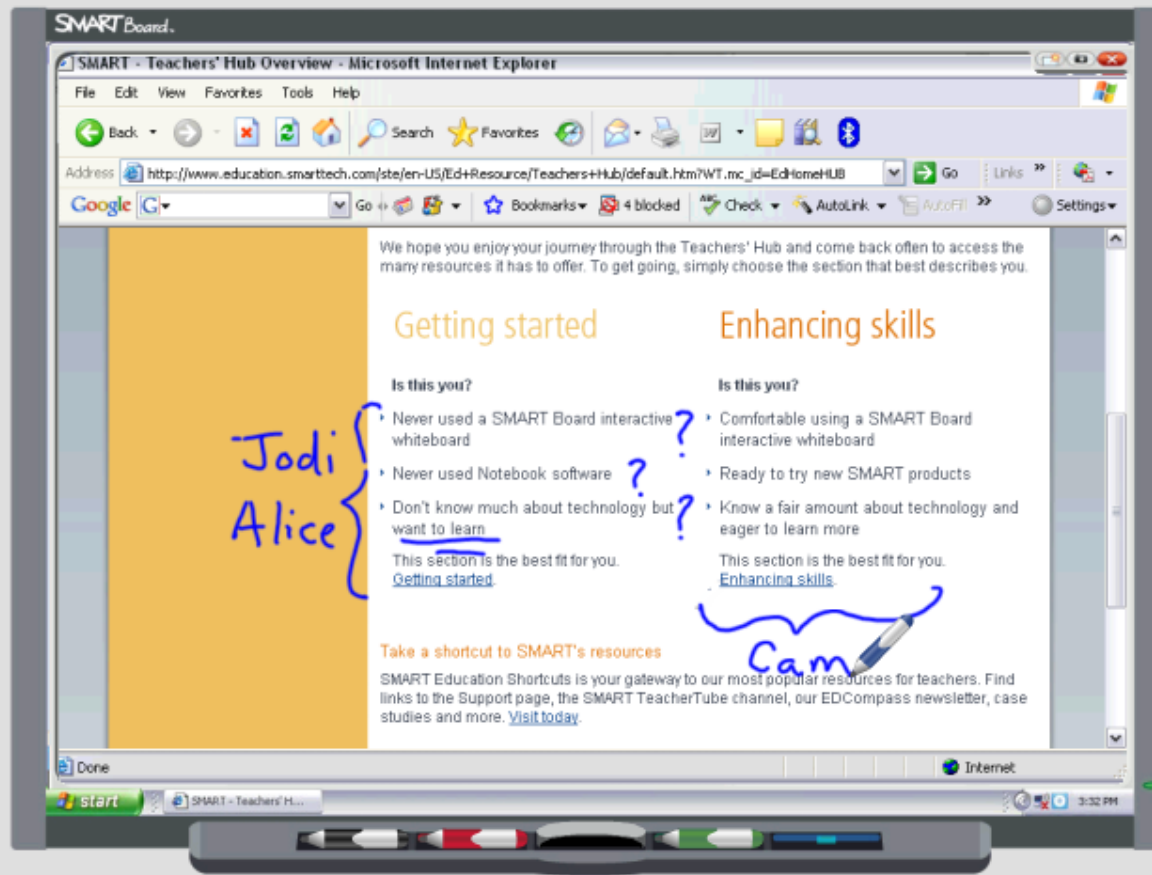 SMART Board™
SMART - Teachers' Hub Overview - Microsoft Internet Explorer
File Edit View Favorites Tools Help
Back Search Favorites
Address http://www.education.smarttech.com/ste/en-US/Ed+Resource/Teachers+Hub/default.htm?WT.mc_id=EdHomeHUB Go Links »
Google G Go Bookmarks 4 blocked Check AutoLink AutoFill » Settings
We hope you enjoy your journey through the Teachers' Hub and come back often to access the
many resources it has to offer. To get going, simply choose the section that best describes you.
Getting started
Is this you?
Never used a SMART Board interactive ?
whiteboard
Never used Notebook software ?
Don't know much about technology but ?
want to learn
This section is the best fit for you.
Getting started.
Jodi
Alice
Enhancing skills
Is this you?
Comfortable using a SMART Board
interactive whiteboard
Ready to try new SMART products
Know a fair amount about technology and
eager to learn more
This section is the best fit for you.
Enhancing skills.
Cam
Take a shortcut to SMART's resources
SMART Education Shortcuts is your gateway to our most popular resources for teachers. Find
links to the Support page, the SMART TeacherTube channel, our EDCompass newsletter, case
studies and more. Visit today.
Done Internet
start SMART - Teachers' H... 3:32 PM